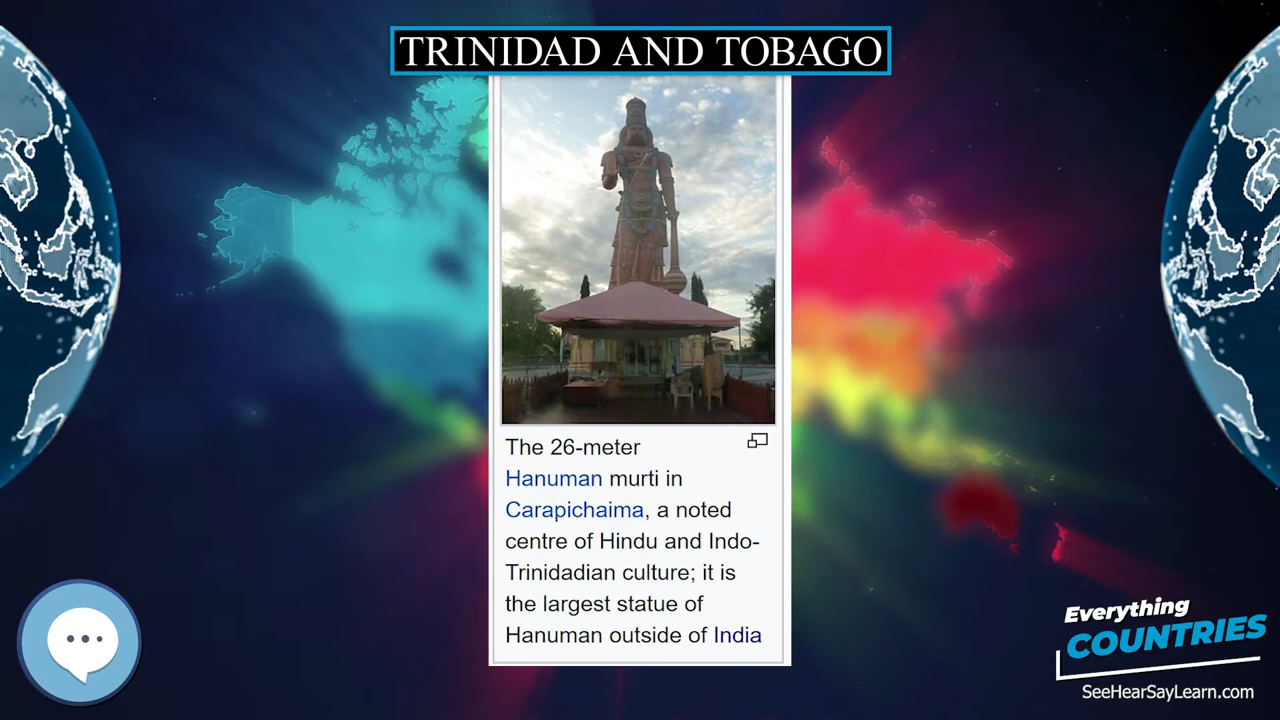 TRINIDAD AND TOBAGO
The 26-meter
Hanuman murti in
Carapichaima, a noted
centre of Hindu and Indo-
Trinidadian culture; it is
the largest statue of
Hanuman outside of India
Everything
COUNTRIES
SeeHearSayLearn.com